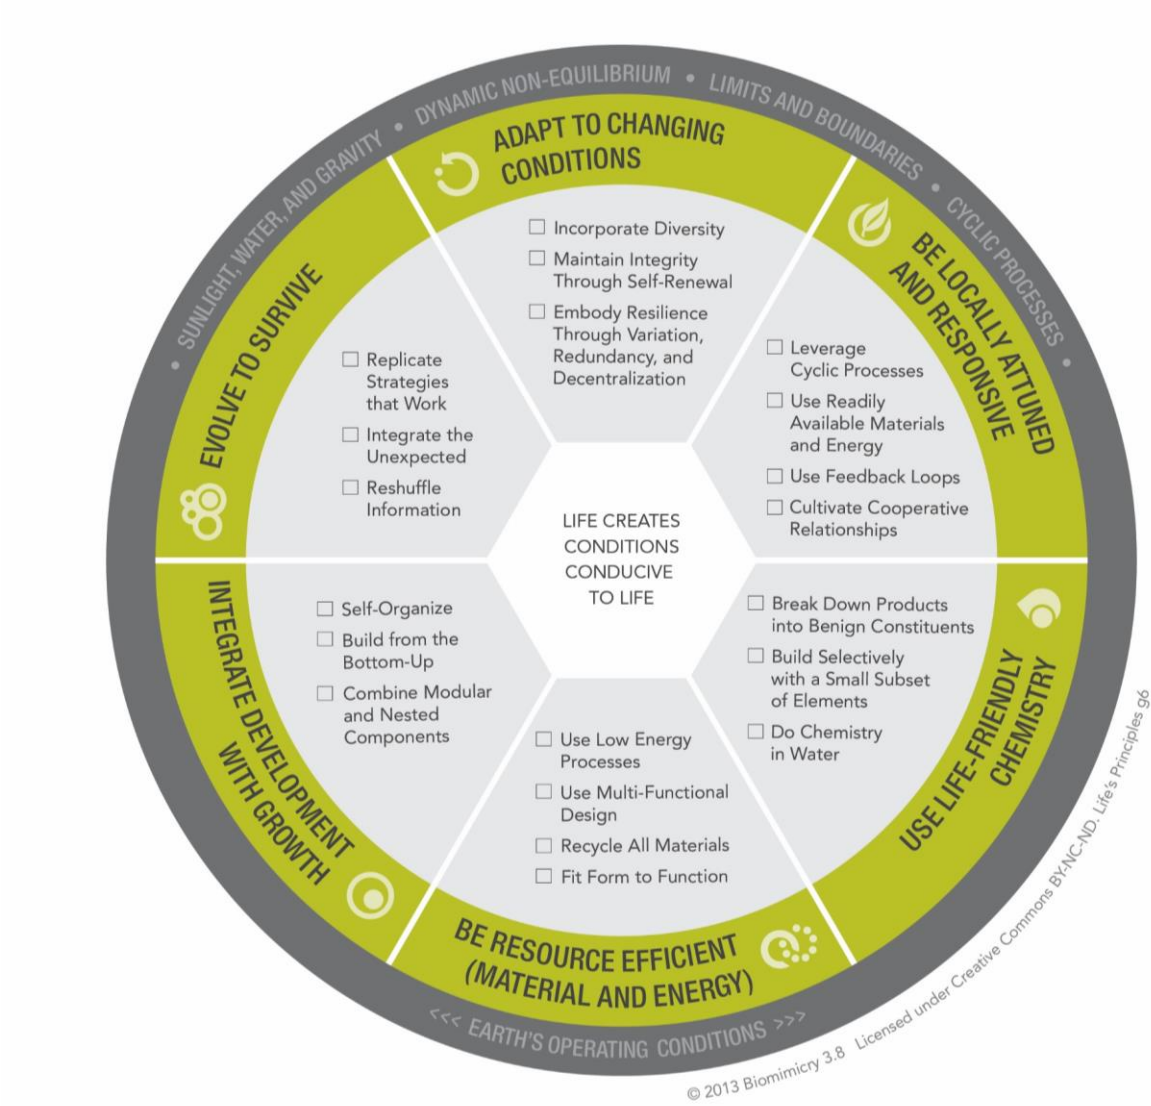 • SUNLIGHT, WATER, AND GRAVITY • DYNAMIC NON-EQUILIBRIUM • LIMITS AND BOUNDARIES • CYCLIC PROCESSES •
ADAPT TO CHANGING
CONDITIONS
☐ Incorporate Diversity
☐ Maintain Integrity
Through Self-Renewal
☐ Embody Resilience
Through Variation,
Redundancy, and
Decentralization
BE LOCALLY ATTUNED
AND RESPONSIVE
☐ Leverage
Cyclic Processes
☐ Use Readily
Available Materials
and Energy
☐ Use Feedback Loops
☐ Cultivate Cooperative
Relationships
USE LIFE-FRIENDLY
CHEMISTRY
☐ Break Down Products
into Benign Constituents
☐ Build Selectively
with a Small Subset
of Elements
☐ Do Chemistry
in Water
BE RESOURCE EFFICIENT
(MATERIAL AND ENERGY)
☐ Use Low Energy
Processes
☐ Use Multi-Functional
Design
☐ Recycle All Materials
☐ Fit Form to Function
INTEGRATE DEVELOPMENT
WITH GROWTH
☐ Self-Organize
☐ Build from the
Bottom-Up
☐ Combine Modular
and Nested
Components
EVOLVE TO SURVIVE
☐ Replicate
Strategies
that Work
☐ Integrate the
Unexpected
☐ Reshuffle
Information
LIFE CREATES
CONDITIONS
CONDUCIVE
TO LIFE
<<< EARTH'S OPERATING CONDITIONS >>>
© 2013 Biomimicry 3.8 Licensed under Creative Commons BY-NC-ND. Life's Principles g6